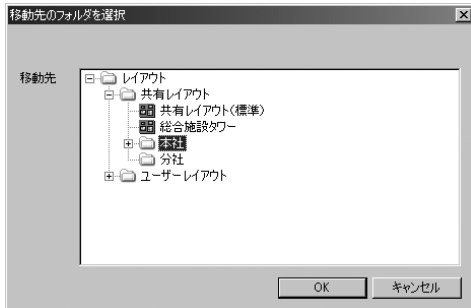 移動先のフォルダを選択
移動先
レイアウト
共有レイアウト
共有レイアウト(標準)
総合施設タワー
本社
分社
ユーザーレイアウト
OK キャンセル